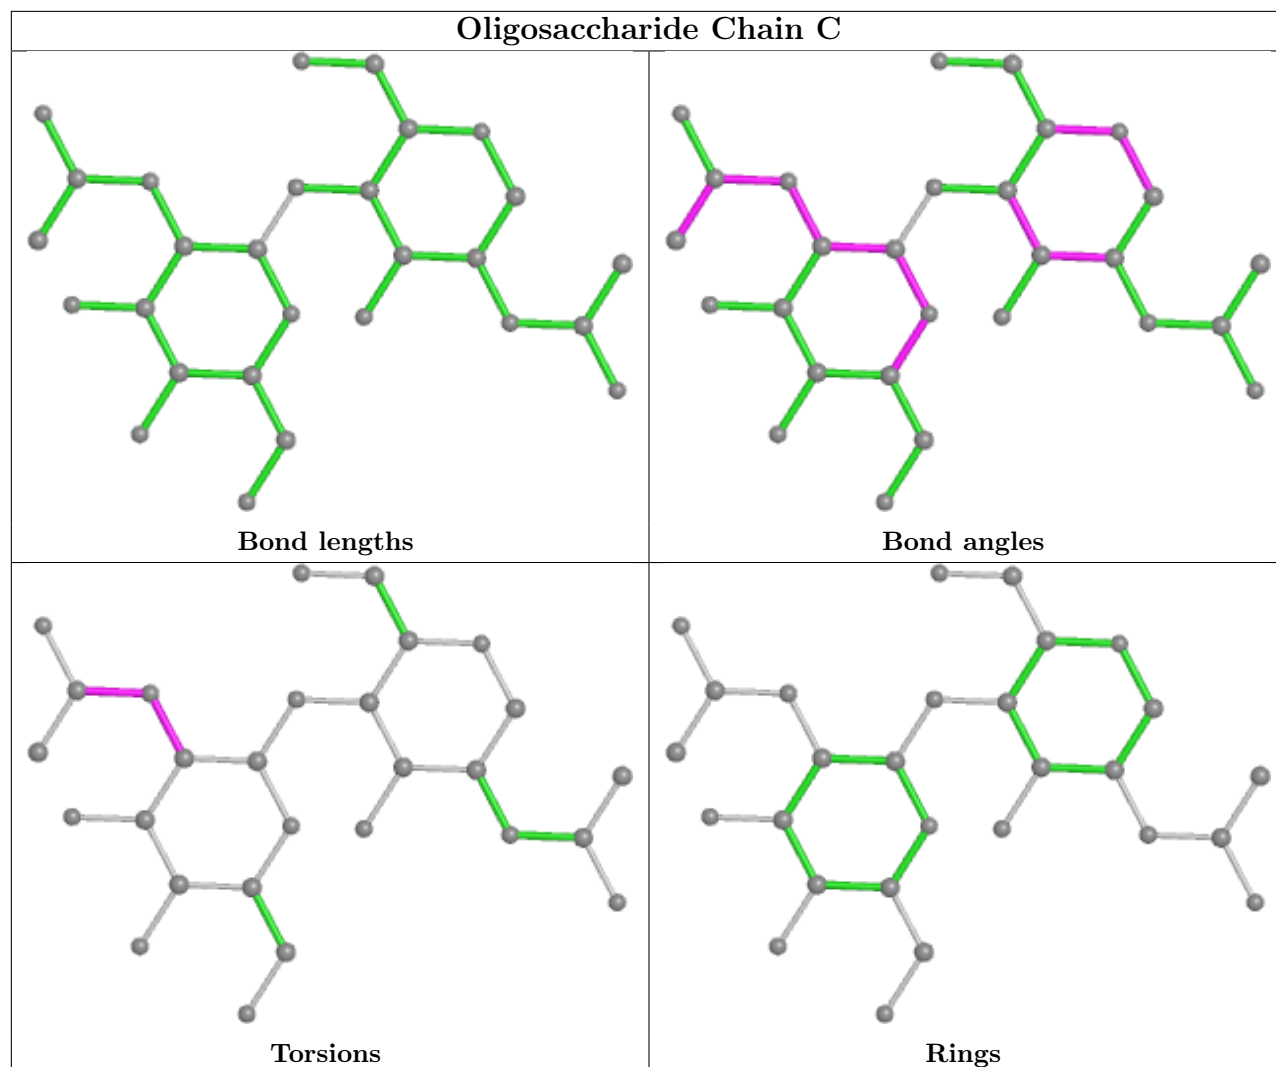 Oligosaccharide Chain C
Bond lengths
Bond angles
Torsions
Rings